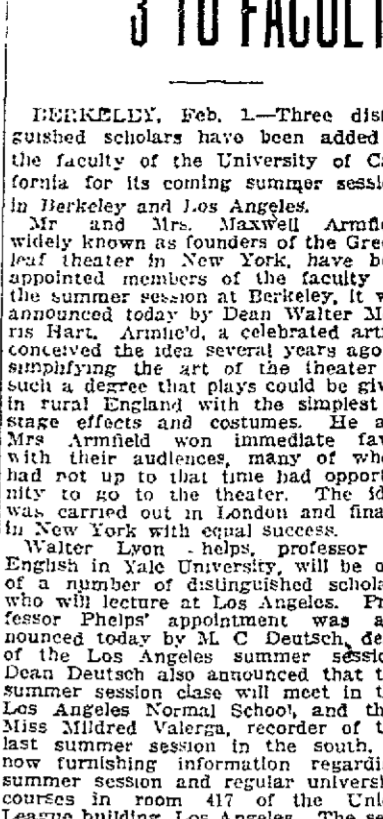 3 TO FACULT
BERKELEY, Feb. 1.—Three dis
guished scholars have been added
the faculty of the University of C
fornia for its coming summer sessi
in Berkeley and Los Angeles.
Mr and Mrs. Maxwell Armfie
widely known as founders of the Gre
leaf theater in New York, have b
appointed members of the faculty
the summer session at Berkeley, it w
announced today by Dean Walter M
ris Hart. Armfie'd, a celebrated art
conceived the idea several years ago
simplifying the art of the theater
such a degree that plays could be giv
in rural England with the simplest
stage effects and costumes. He a
Mrs Armfield won immediate fav
with their audiences, many of who
had not up to that time had opport
nity to go to the theater. The id
was carried out in London and fina
in New York with equal success.
Walter Lyon -helps, professor
English in Yale University, will be o
of a number of distinguished schola
who will lecture at Los Angeles. Pr
fessor Phelps' appointment was a
nounced today by M. C Deutsch, de
of the Los Angeles summer sessio
Dean Deutsch also announced that t
summer session clase will meet in t
Los Angeles Normal School, and th
Miss Mildred Valerga, recorder of t
last summer session in the south,
now furnishing information regardi
summer session and regular universi
courses in room 417 of the Uni
League building, Los Angeles. The se